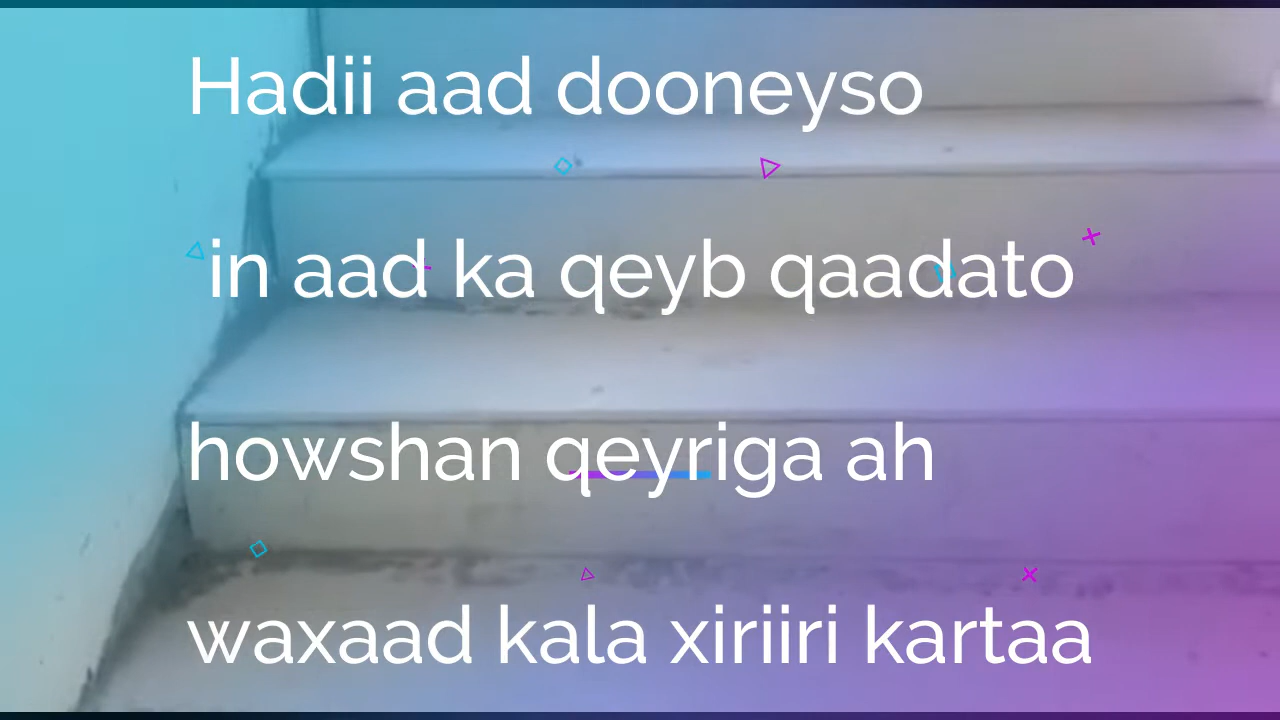 Hadii aad dooneyso
in aad ka qeyb qaadato
howshan qeyriga ah
waxaad kala xiriiri kartaa